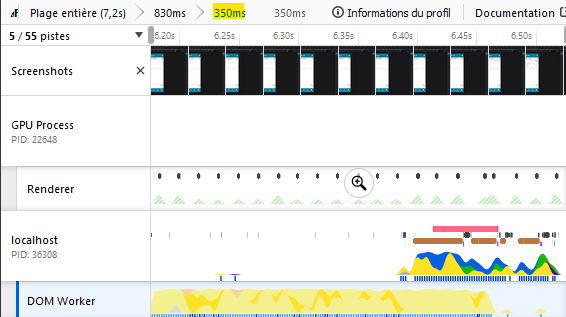 Plage entière (7,2s) 830ms 350ms 350ms Informations du profil Documentation
5 / 55 pistes 6.20s 6.25s 6.30s 6.35s 6.40s 6.45s 6.50s
Screenshots
GPU Process
PID: 22648
Renderer
localhost
PID: 36308
DOM Worker